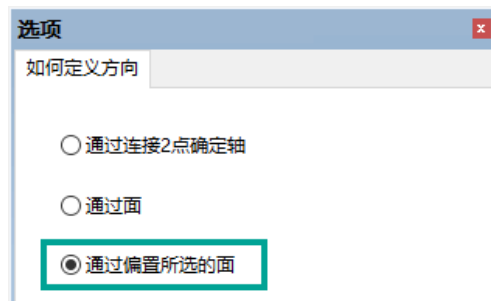 选项
如何定义方向
通过连接2点确定轴
通过面
通过偏置所选的面